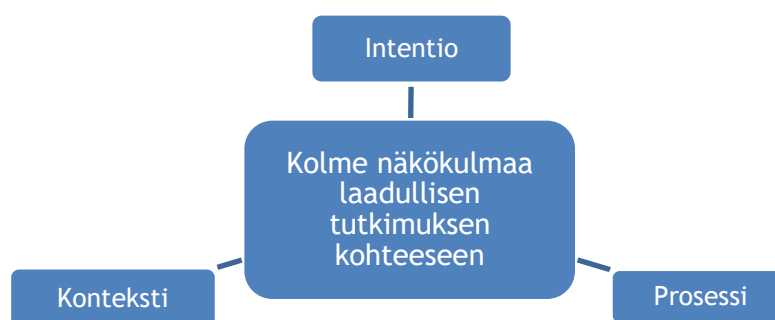 Intentio
Kolme näkökulmaa
laadullisen
tutkimuksen
kohteeseen
Konteksti
Prosessi